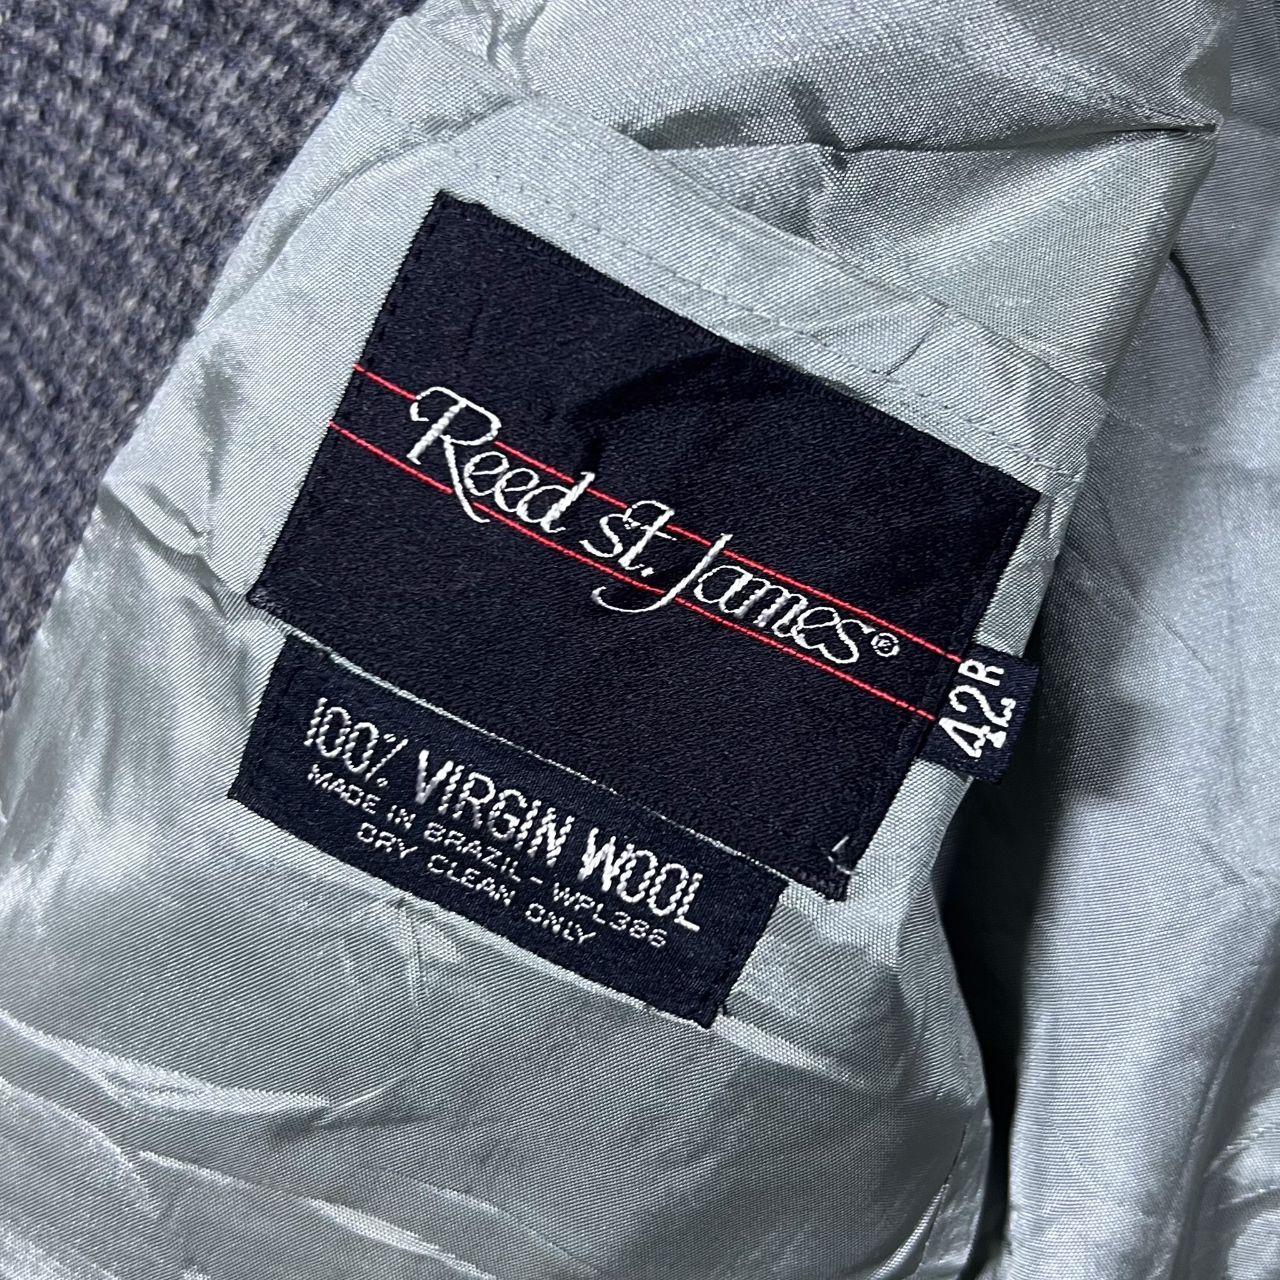 Reed St. James®
42R
100% VIRGIN WOOL
MADE IN BRAZIL - WPL386
DRY CLEAN ONLY